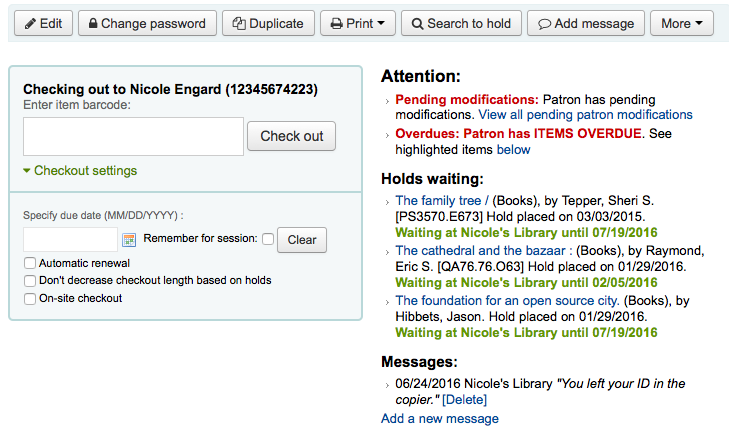 Edit Change password Duplicate Print Search to hold Add message More
Checking out to Nicole Engard (12345674223)
Enter item barcode:
Check out
Checkout settings
Specify due date (MM/DD/YYYY) :
Remember for session: Clear
Automatic renewal
Don't decrease checkout length based on holds
On-site checkout
Attention:
Pending modifications: Patron has pending
modifications. View all pending patron modifications
Overdues: Patron has ITEMS OVERDUE. See
highlighted items below
Holds waiting:
The family tree / (Books), by Tepper, Sheri S.
[PS3570.E673] Hold placed on 03/03/2015.
Waiting at Nicole's Library until 07/19/2016
The cathedral and the bazaar : (Books), by Raymond,
Eric S. [QA76.76.O63] Hold placed on 01/29/2016.
Waiting at Nicole's Library until 02/05/2016
The foundation for an open source city. (Books), by
Hibbets, Jason. Hold placed on 01/29/2016.
Waiting at Nicole's Library until 07/19/2016
Messages:
06/24/2016 Nicole's Library "You left your ID in the
copier." [Delete]
Add a new message